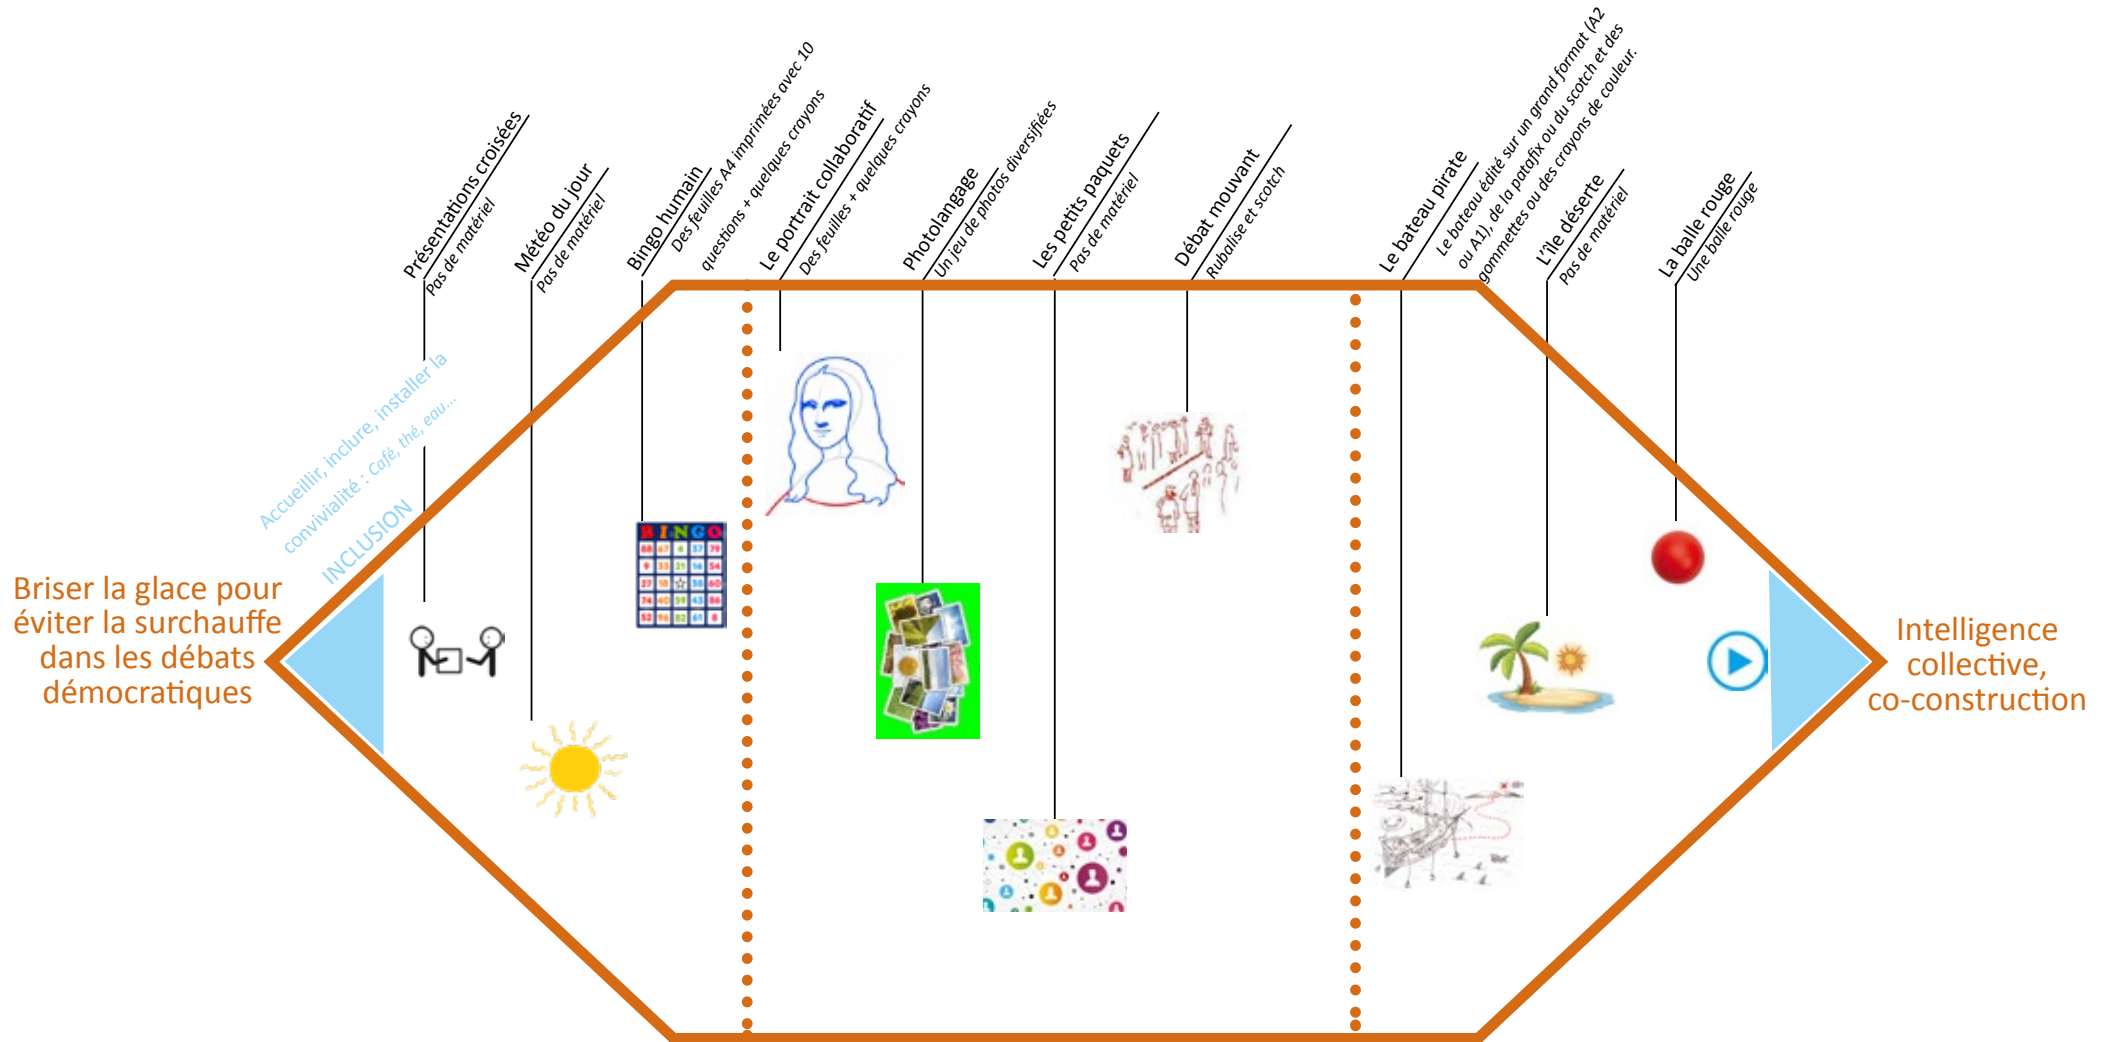 Présentations croisées
Pas de matériel
Météo du jour
Pas de matériel
Bingo humain
Des feuilles A4 imprimées avec 10
questions + quelques crayons
Le portrait collaboratif
Des feuilles + quelques crayons
Photolangage
Un jeu de photos diversifiées
Les petits paquets
Pas de matériel
Débat mouvant
Rubalise et scotch
Le bateau pirate
Le bateau édité sur un grand format (A2
ou A1), de la patafix ou du scotch et des
gommettes ou des crayons de couleur.
L'île déserte
Pas de matériel
La balle rouge
Une balle rouge
Accueillir, inclure, installer la
convivialité : Café, thé, eau...
INCLUSION
Briser la glace pour
éviter la surchauffe
dans les débats
démocratiques
BINGO
Intelligence
collective,
co-construction